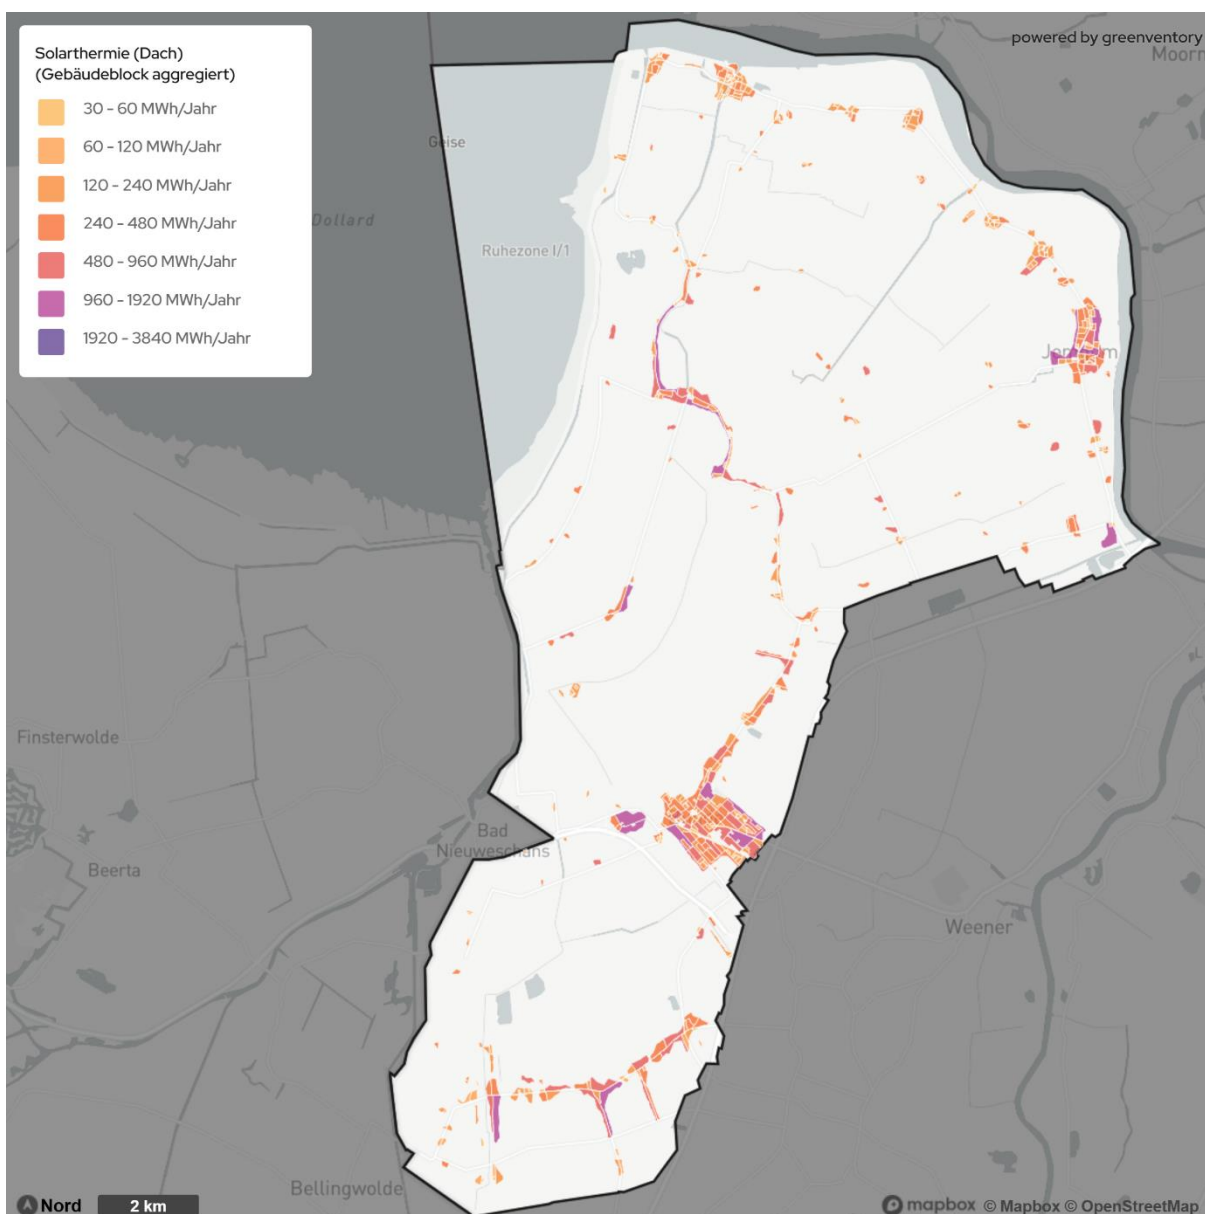 powered by greenventory
Moorm
Solarthermie (Dach)
(Gebäudeblock aggregiert)
30 - 60 MWh/Jahr
60 - 120 MWh/Jahr
120 - 240 MWh/Jahr
240 - 480 MWh/Jahr
480 - 960 MWh/Jahr
960 - 1920 MWh/Jahr
1920 - 3840 MWh/Jahr
Geise
Dollard
Ruhezone I/1
Finsterwolde
Bad
Nieuweschans
Beerta
Weener
Bellingwolde
Nord
2 km
mapbox © Mapbox © OpenStreetMap